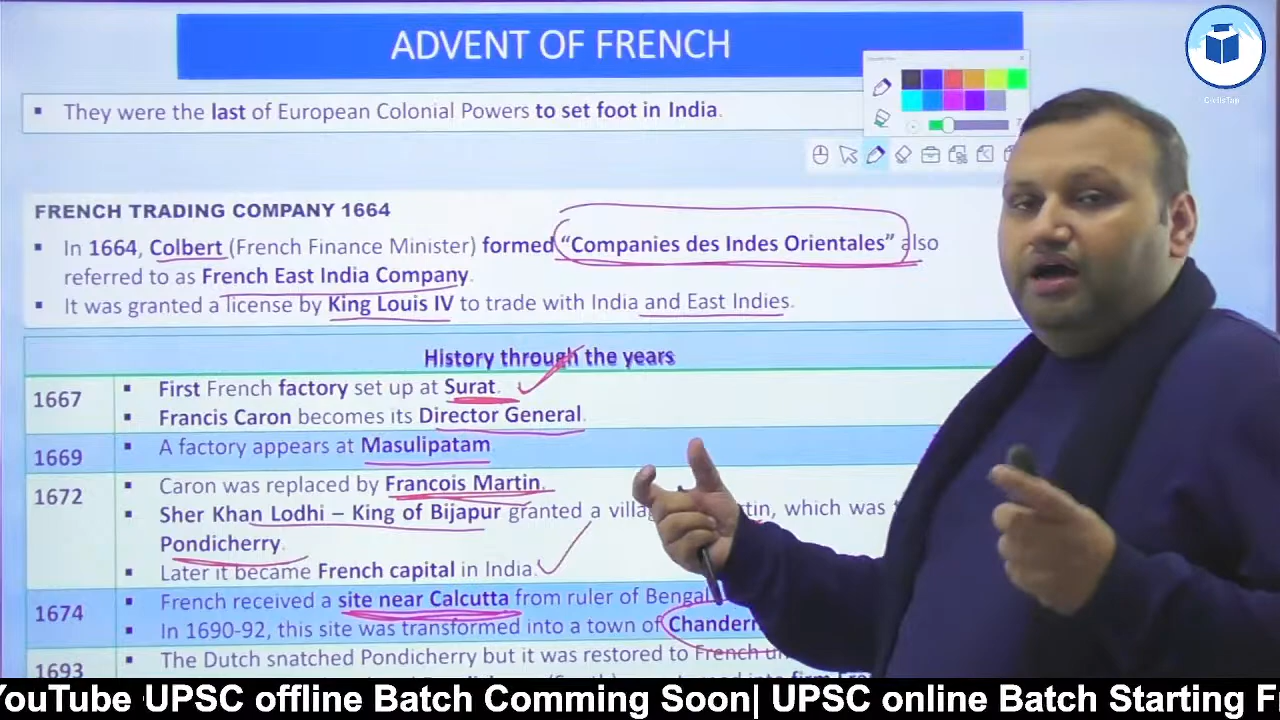 ADVENT OF FRENCH
They were the last of European Colonial Powers to set foot in India.
FRENCH TRADING COMPANY 1664
In 1664, Colbert (French Finance Minister) formed “Companies des Indes Orientales” also
referred to as French East India Company.
It was granted a license by King Louis IV to trade with India and East Indies.
History through the years
1667
First French factory set up at Surat.
Francis Caron becomes its Director General.
1669
A factory appears at Masulipatam
1672
Caron was replaced by Francois Martin.
Sher Khan Lodhi – King of Bijapur granted a which was
Pondicherry.
Later it became French capital in India.
1674
French received a site near Calcutta from ruler of Bengal
In 1690-92, this site was transformed into a town of
1693
The Dutch snatched Pondicherry but it was restored to French
YouTube UPSC offline Batch Comming Soon| UPSC online Batch Starting